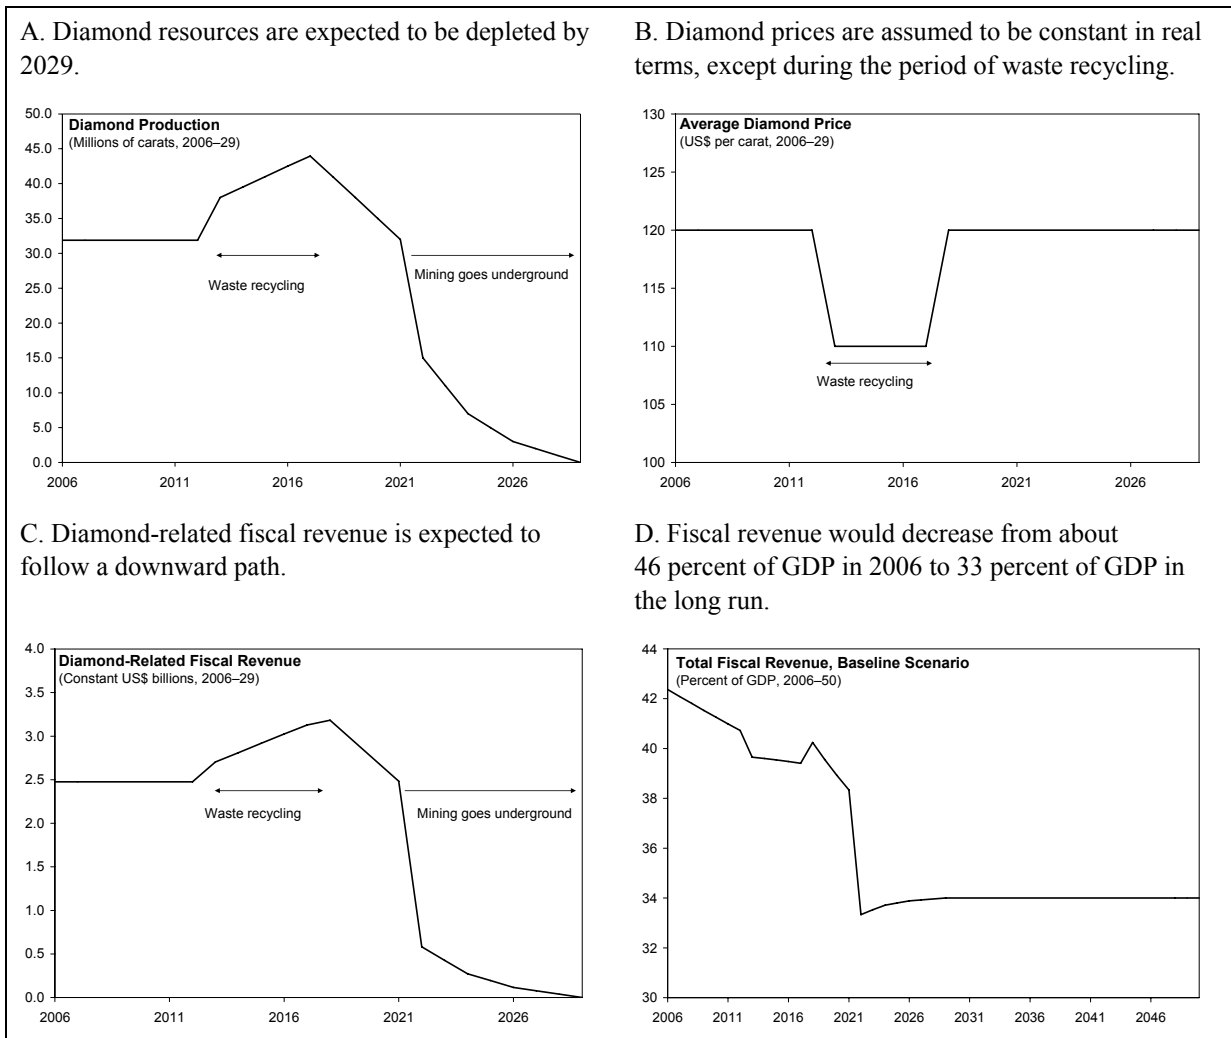 A. Diamond resources are expected to be depleted by
2029.
50.0
45.0
40.0
35.0
30.0
25.0
20.0
15.0
10.0
5.0
0.0
Diamond Production
(Millions of carats, 2006–29)
Waste recycling
Mining goes underground
2006 2011 2016 2021 2026
B. Diamond prices are assumed to be constant in real
terms, except during the period of waste recycling.
130
125
120
115
110
105
100
Average Diamond Price
(US$ per carat, 2006–29)
Waste recycling
2006 2011 2016 2021 2026
C. Diamond-related fiscal revenue is expected to
follow a downward path.
4.0
3.5
3.0
2.5
2.0
1.5
1.0
0.5
0.0
Diamond-Related Fiscal Revenue
(Constant US$ billions, 2006–29)
Waste recycling
Mining goes underground
2006 2011 2016 2021 2026
D. Fiscal revenue would decrease from about
46 percent of GDP in 2006 to 33 percent of GDP in
the long run.
44
42
40
38
36
34
32
30
Total Fiscal Revenue, Baseline Scenario
(Percent of GDP, 2006–50)
2006 2011 2016 2021 2026 2031 2036 2041 2046